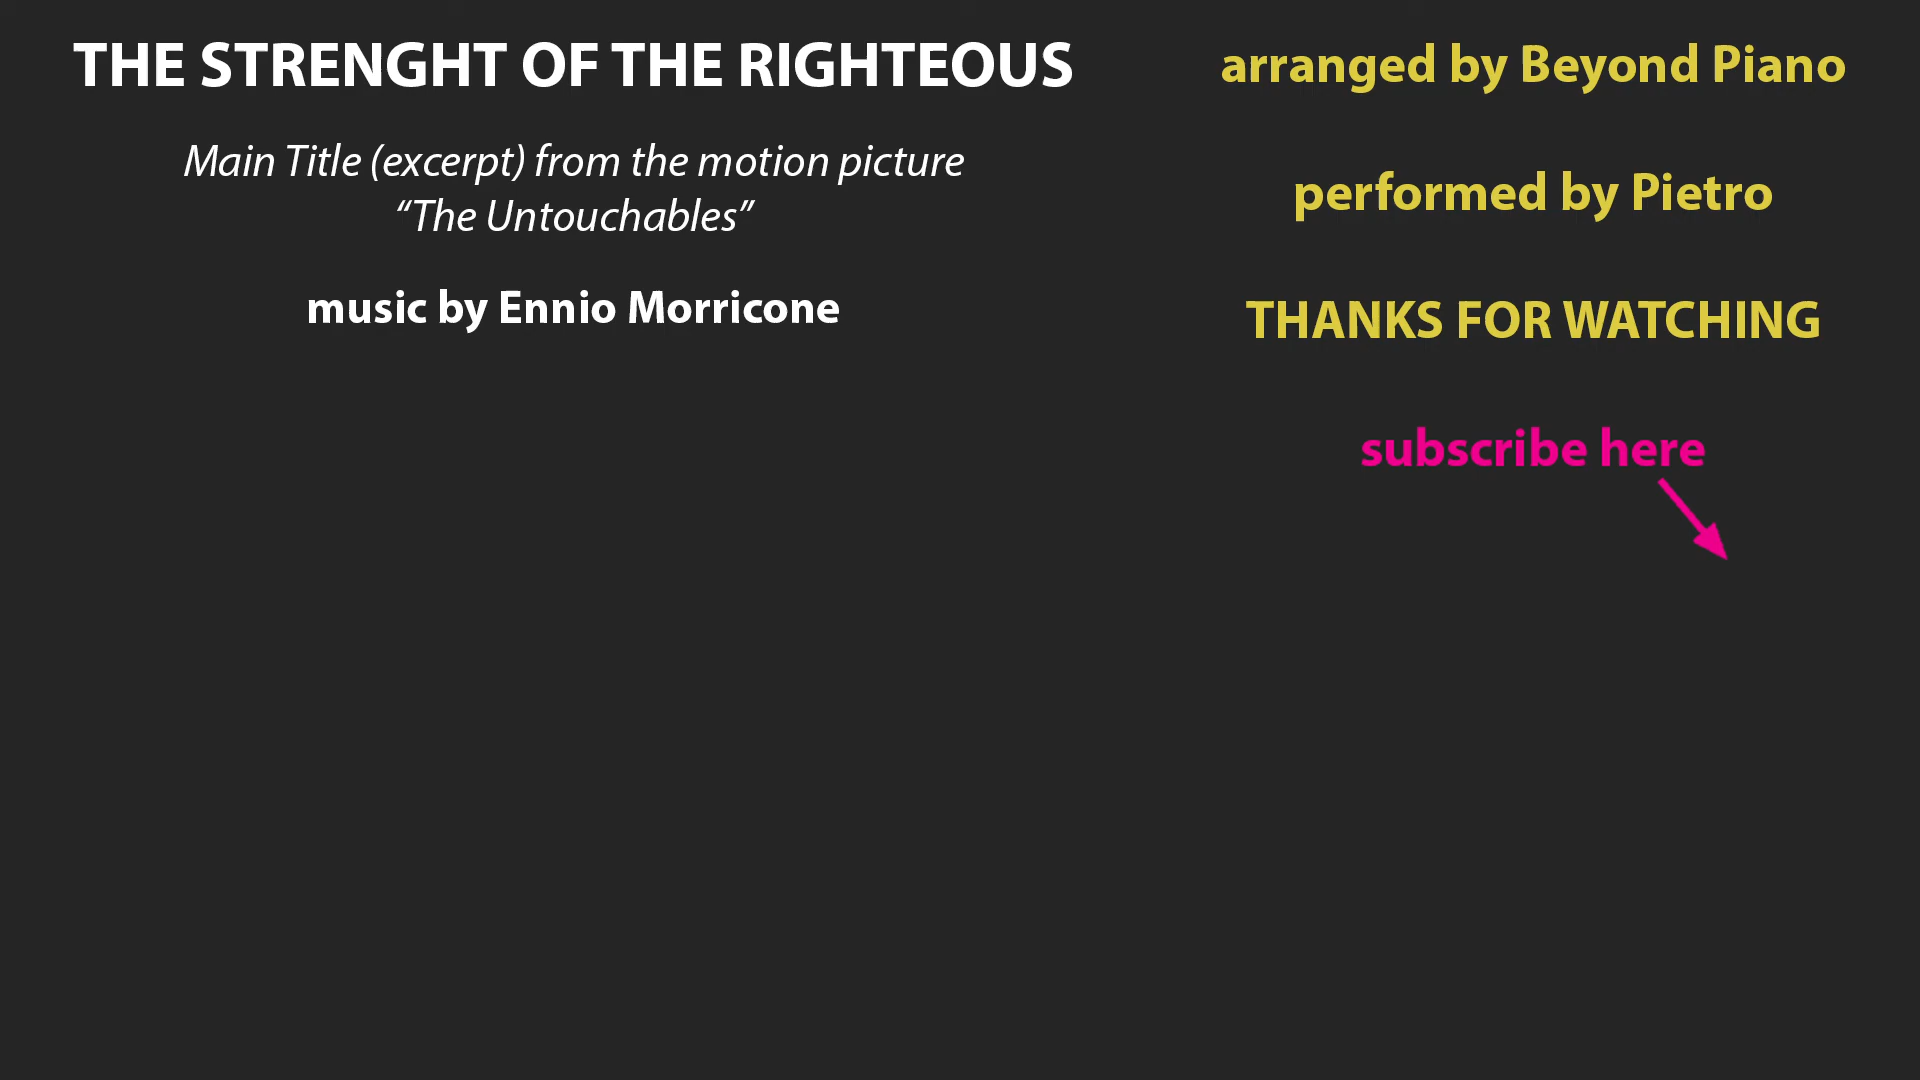 THE STRENGHT OF THE RIGHTEOUS
Main Title (excerpt) from the motion picture
“The Untouchables”
music by Ennio Morricone
arranged by Beyond Piano
performed by Pietro
THANKS FOR WATCHING
subscribe here